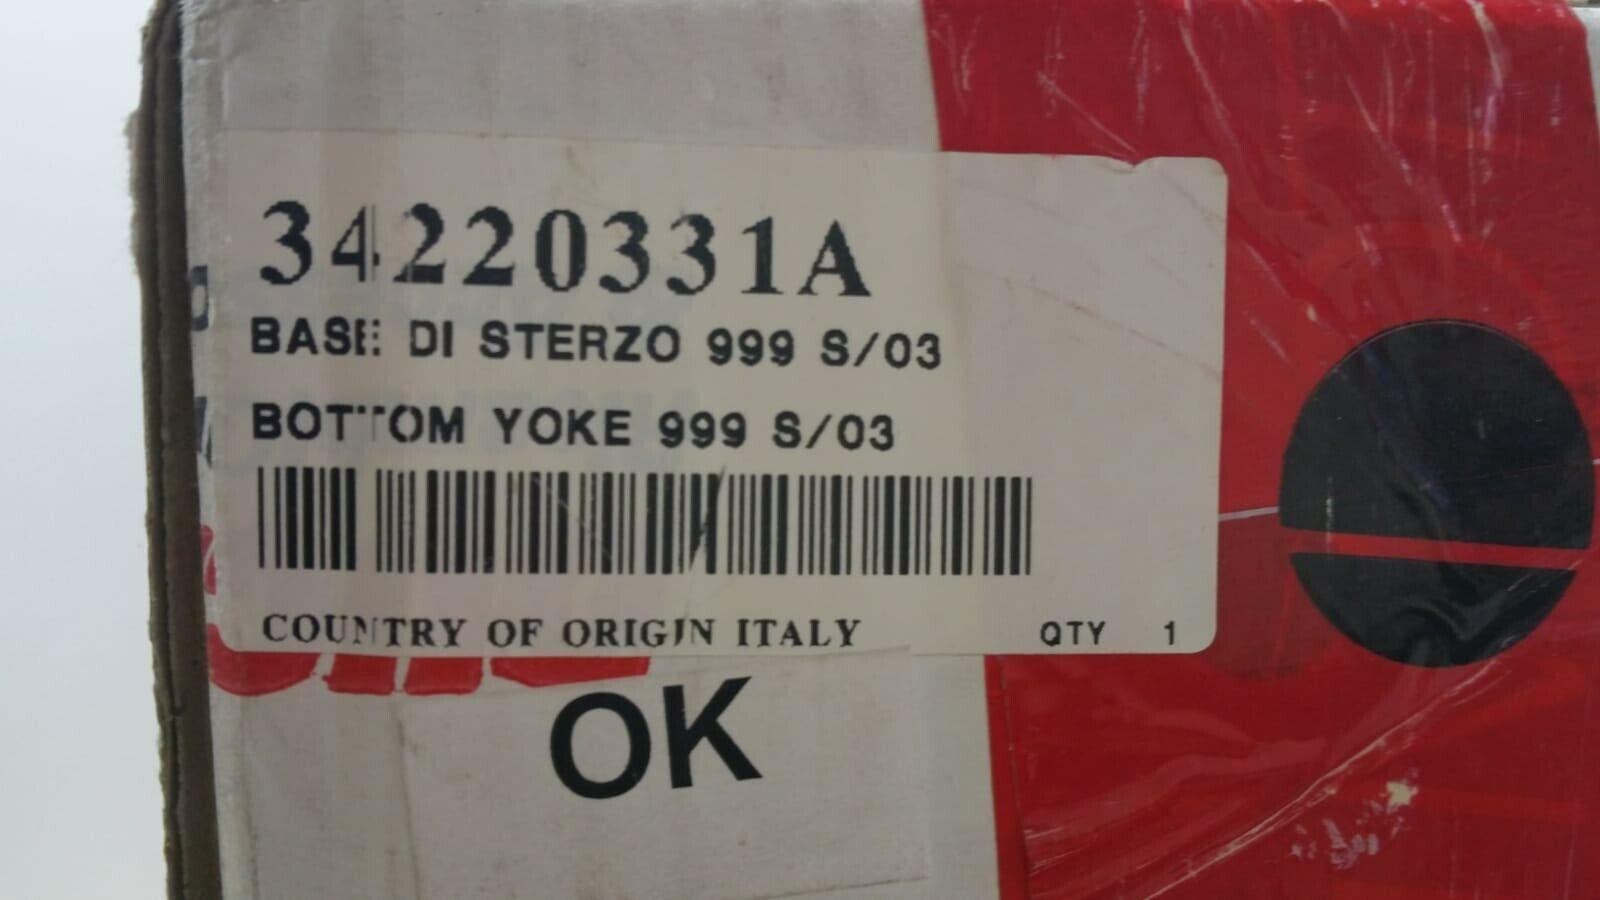 34220331A
BASE DI STERZO 999 S/03
BOTTOM YOKE 999 S/03
COUNTRY OF ORIGIN ITALY QTY 1
OK